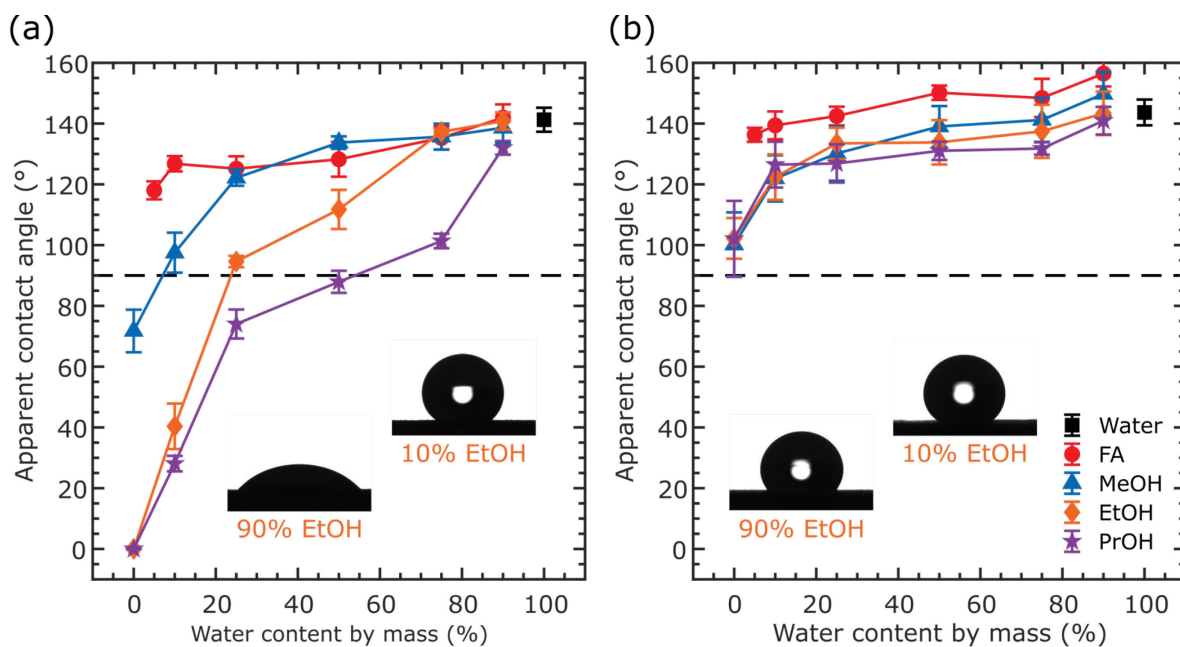 (a)
Apparent contact angle (°)
160
140
120
100
80
60
40
20
0
0 20 40 60 80 100
Water content by mass (%)
90% EtOH
10% EtOH
(b)
Apparent contact angle (°)
160
140
120
100
80
60
40
20
0
0 20 40 60 80 100
Water content by mass (%)
90% EtOH
10% EtOH
Water
FA
MeOH
EtOH
PrOH